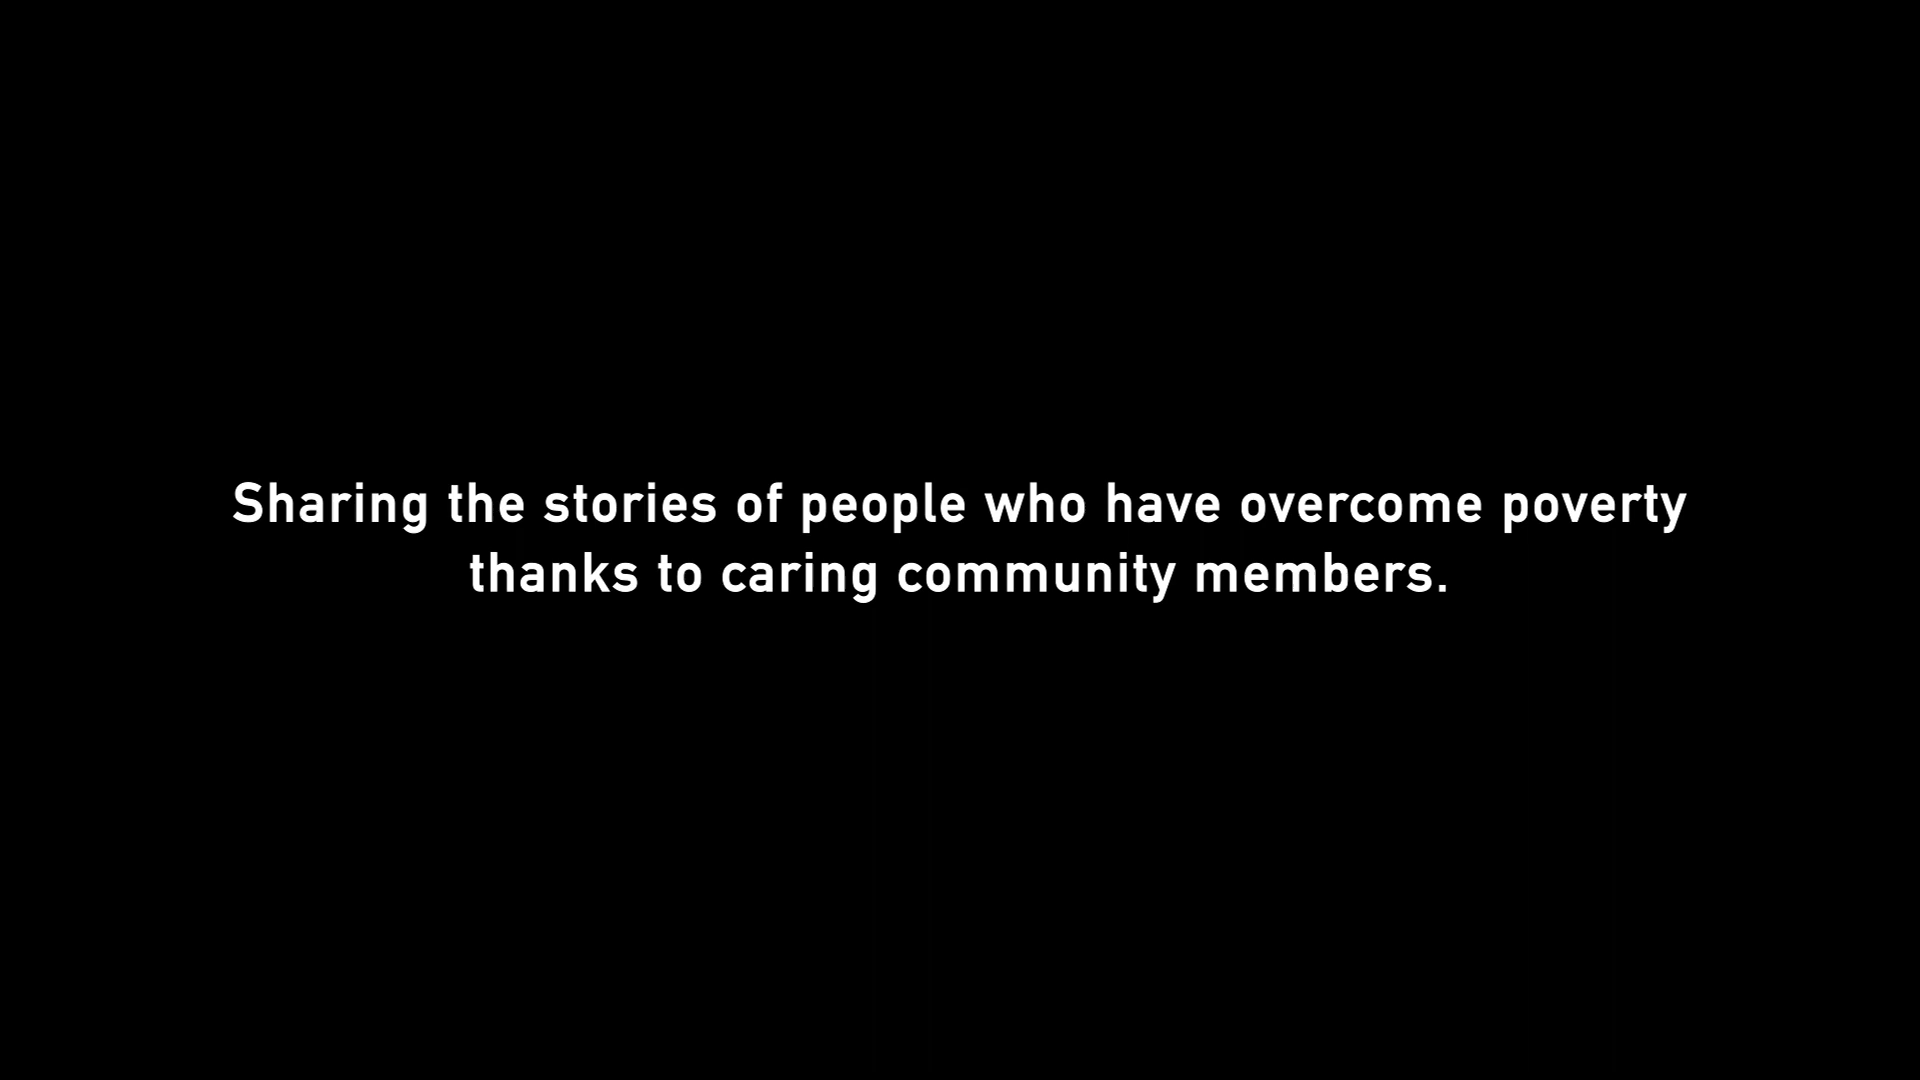 Sharing the stories of people who have overcome poverty
thanks to caring community members.